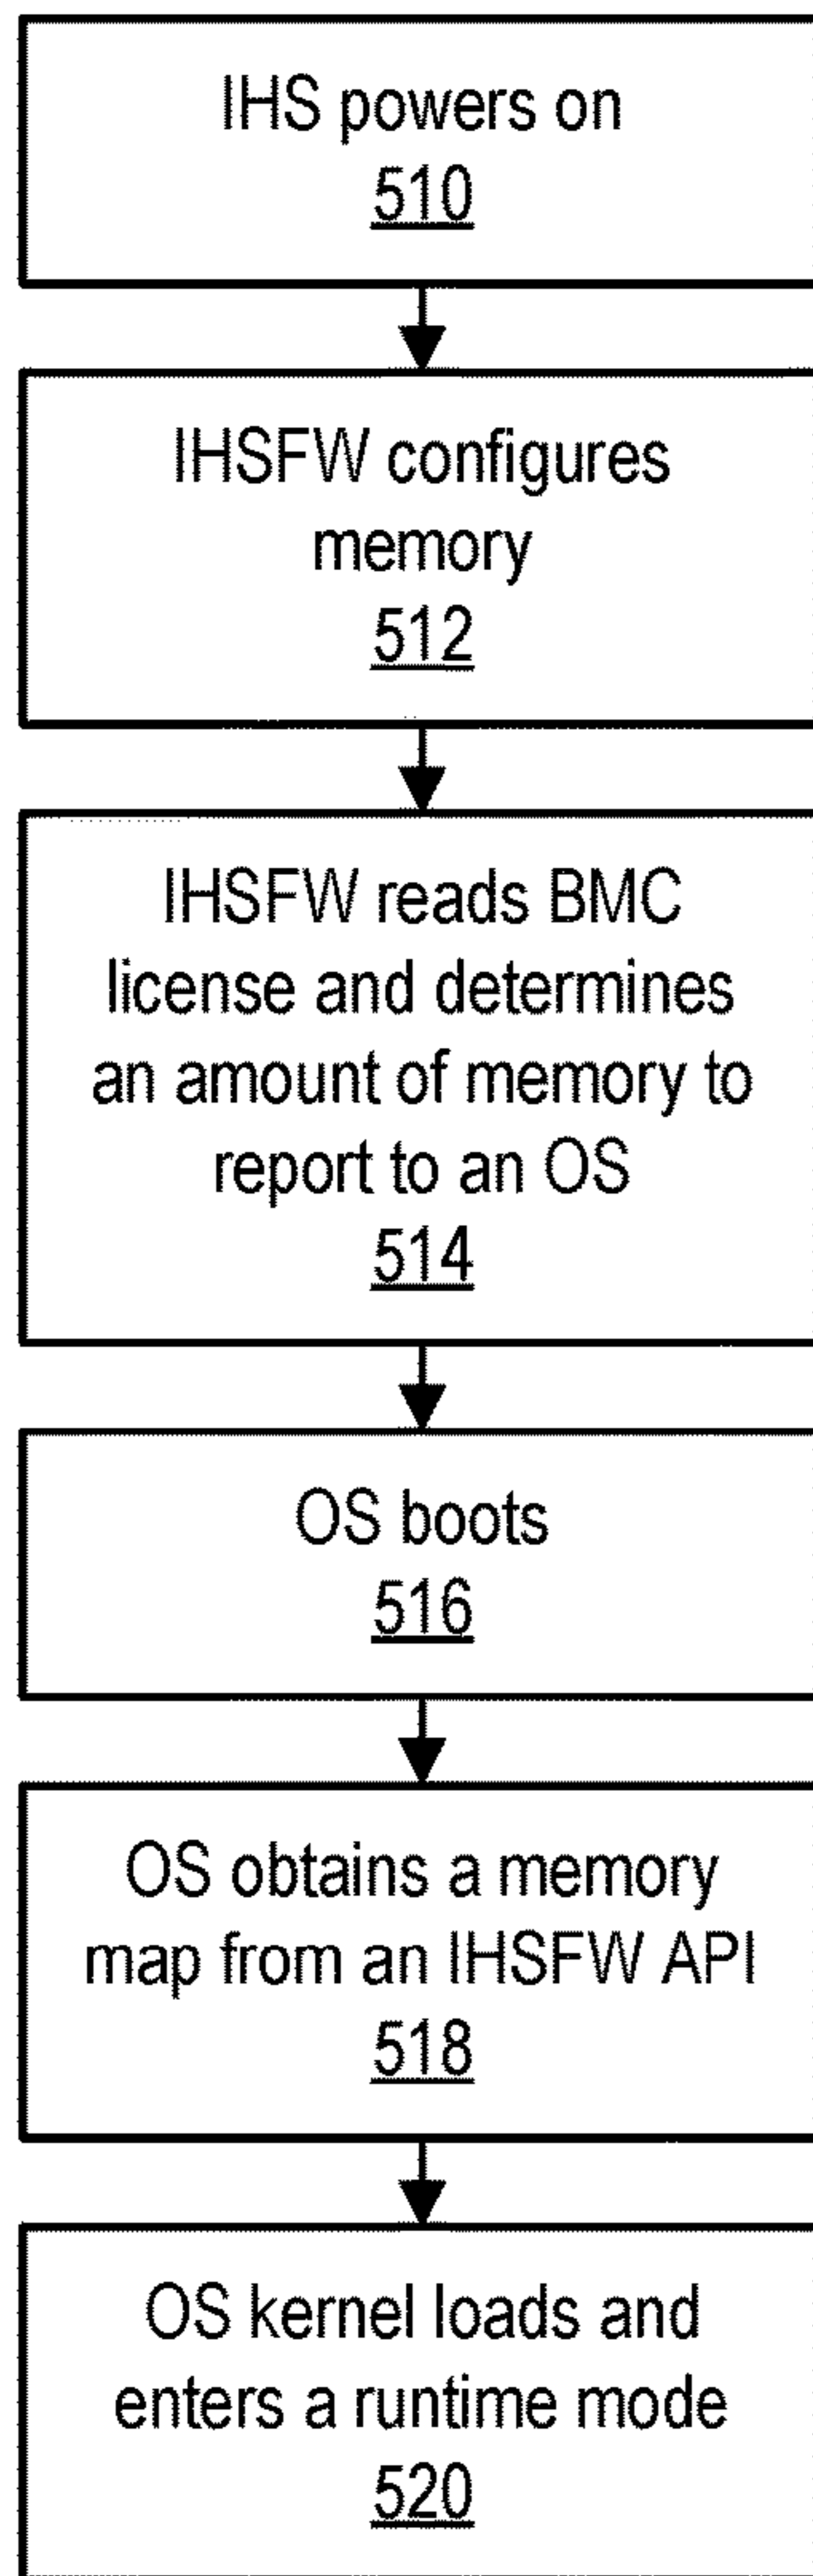 IHS powers on
510
IHSFW configures
memory
512
IHSFW reads BMC
license and determines
an amount of memory to
report to an OS
514
OS boots
516
OS obtains a memory
map from an IHSFW API
518
OS kernel loads and
enters a runtime mode
520